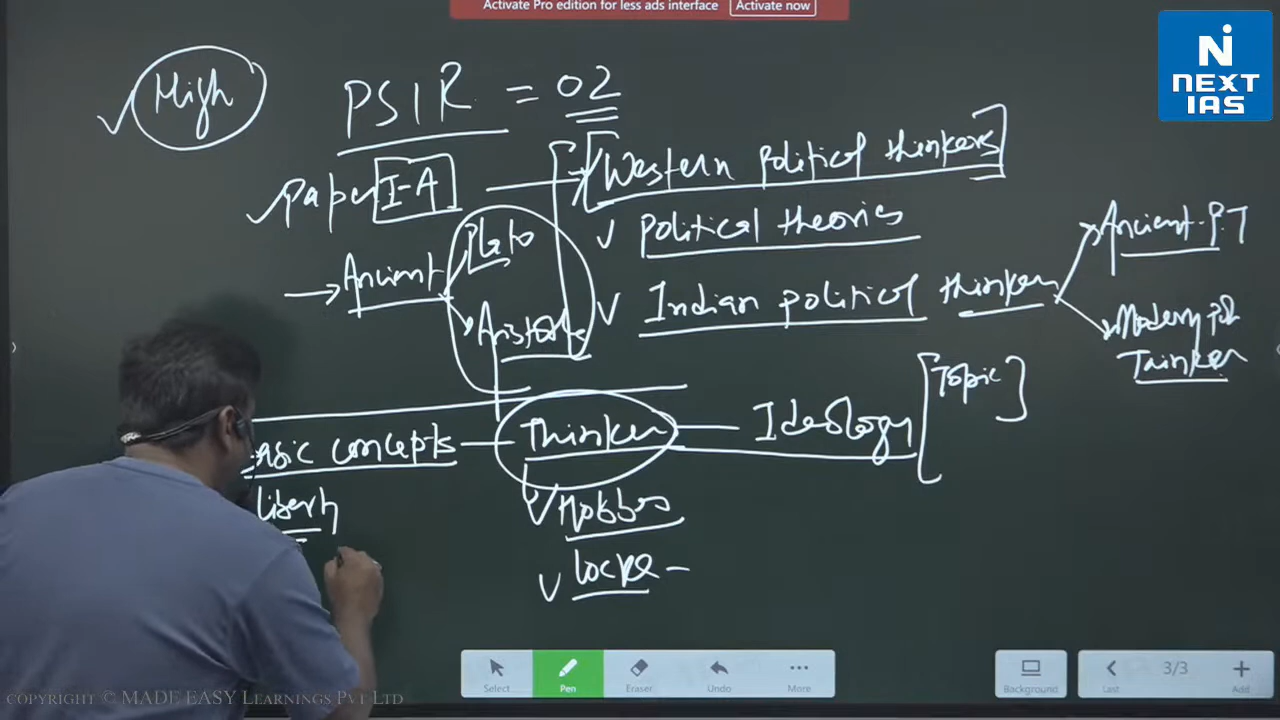 Activate Pro edition for less ads interface Activate now
NEXT
IAS
High
PSIR = 02
Paper I-A
Western political thinkers
Political theories
Indian political thinker
Ancient P.T
Modern
Tainker
Ancient
Plato
Aristotle
asic concepts
Thinker
Ideology
[Topic]
liberty
Hobbes
locke -
Select
Pen
Eraser
Undo
More
Background
Last
3/3
Add
COPYRIGHT © MADE EASY LEARNINGS PVT LTD